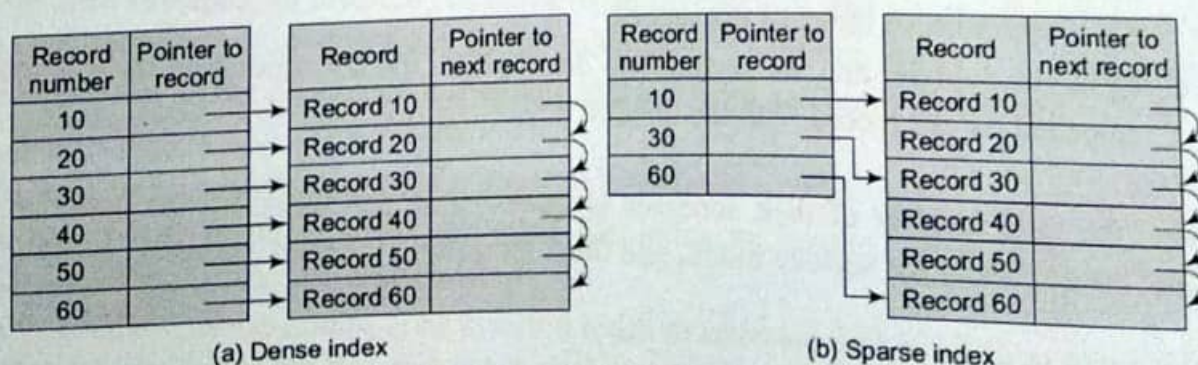 Record number
Pointer to record
10
20
30
40
50
60
Record
Pointer to next record
Record 10
Record 20
Record 30
Record 40
Record 50
Record 60
(a) Dense index
Record number
Pointer to record
10
30
60
Record
Pointer to next record
Record 10
Record 20
Record 30
Record 40
Record 50
Record 60
(b) Sparse index